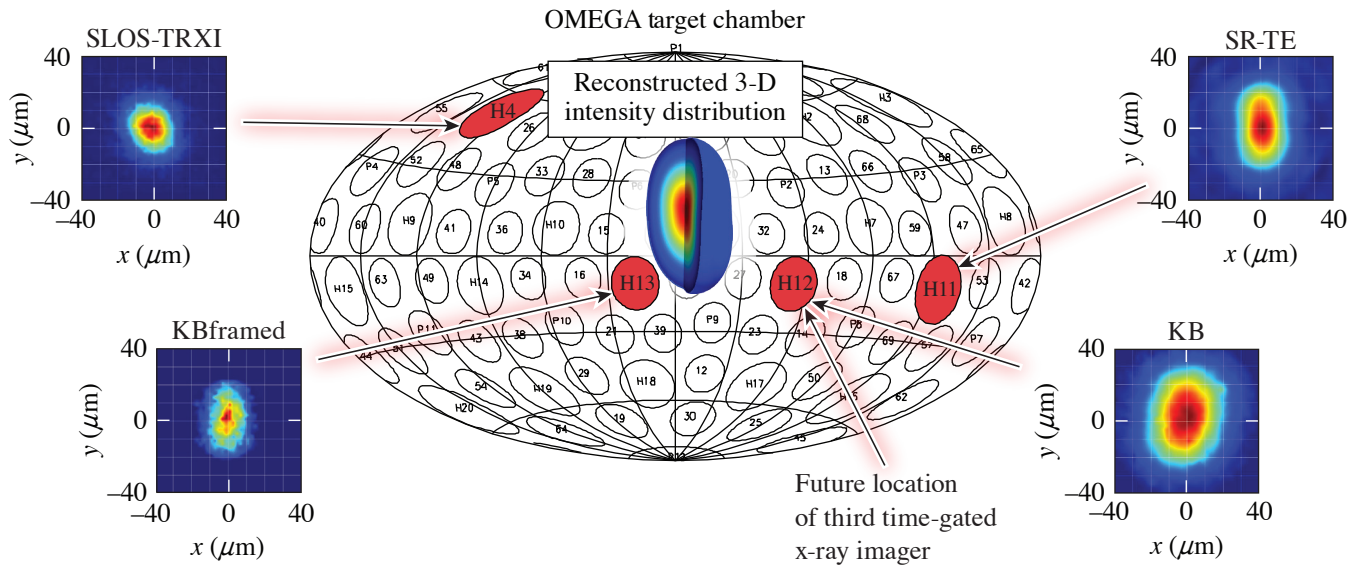 OMEGA target chamber
SLOS-TRXI
40
y (μm)
0
–40
–40 0 40
x (μm)
SR-TE
40
y (μm)
0
–40
–40 0 40
x (μm)
Reconstructed 3-D
intensity distribution
P1
55
H4
26
H3
68
65
P4
52
48
P5
33
28
P2
13
66
P3
58
40
60
H9
41
36
H10
15
32
24
H7
59
47
H8
H15
63
49
H14
34
16
H13
27
H12
18
67
H11
53
42
P11
43
38
P10
21
39
P9
23
14
P8
69
57
P7
44
54
H19
29
H18
12
H17
50
62
H20
64
19
30
25
45
KBframed
40
y (μm)
0
–40
–40 0 40
x (μm)
KB
40
y (μm)
0
–40
–40 0 40
x (μm)
Future location
of third time-gated
x-ray imager